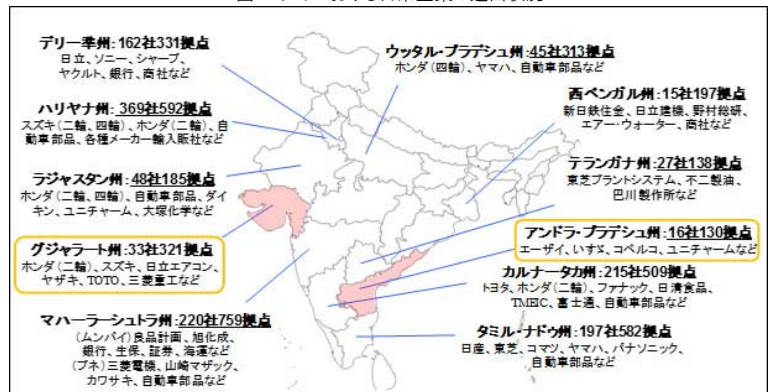 デリー準州：162社331拠点
日立、ソニー、シャープ、
ヤクルト、銀行、商社など
ウッタル・プラデシュ州：45社313拠点
ホンダ（四輪）、ヤマハ、自動車部品など
ハリヤナ州：369社592拠点
スズキ（二輪、四輪）、ホンダ（二輪）、自
動車部品、各種メーカー輸入販社など
西ベンガル州：15社197拠点
新日鉄住金、日立建機、野村総研、
エアー・ウォーター、商社など
ラジャスタン州：48社185拠点
ホンダ（二輪、四輪）、自動車部品、ダイ
キン、ユニチャーム、大塚化学など
テランガナ州：27社138拠点
東芝プラントシステム、不二製油、
巴川製作所など
グジャラート州：33社321拠点
ホンダ（二輪）、スズキ、日立エアコン、
ヤザキ、TOTO、三菱重工など
アンドラ・プラデシュ州：16社130拠点
エーザイ、いすゞ、コベルコ、ユニチャームなど
カルナータカ州：215社509拠点
トヨタ、ホンダ（二輪）、ファナック、日清食品、
TMEIC、富士通、自動車部品など
マハーラーシュトラ州：220社759拠点
（ムンバイ）良品計画、旭化成、
銀行、生保、証券、海運など
（プネ）三菱電機、山崎マザック、
カワサキ、自動車部品など
タミル・ナドゥ州：197社582拠点
日産、東芝、コマツ、ヤマハ、パナソニック、
自動車部品など